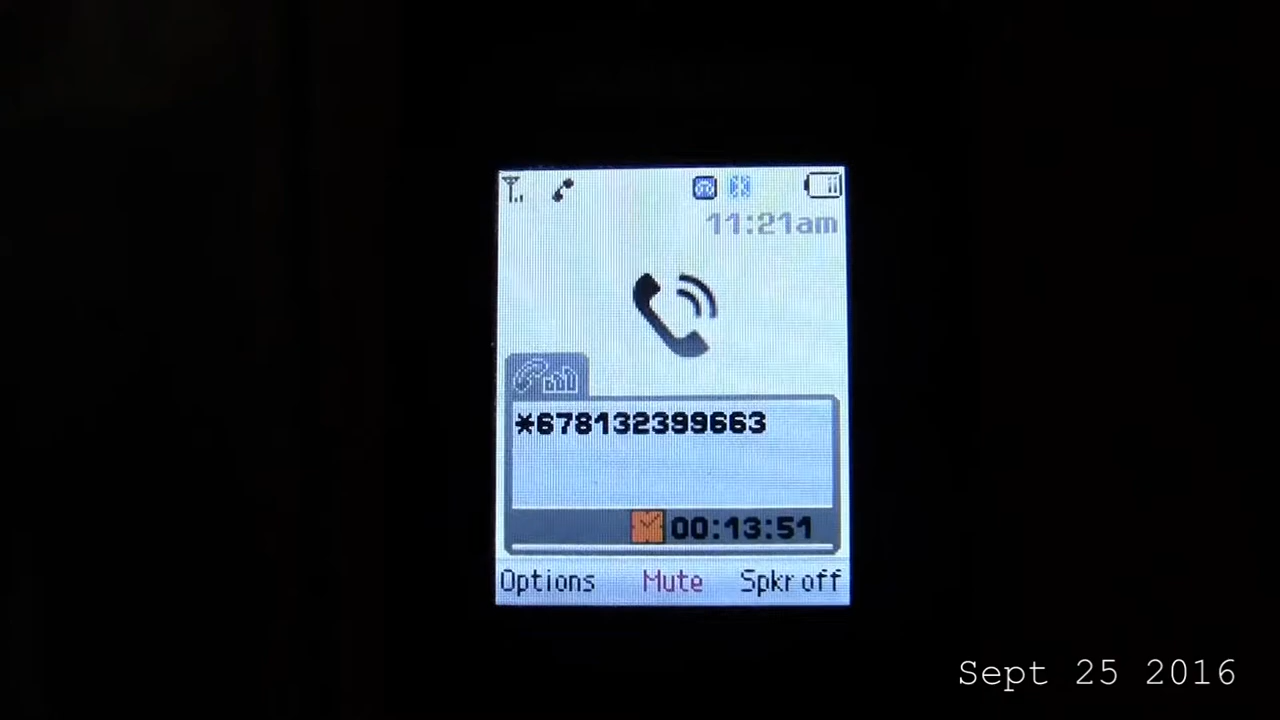 11:21am
*678132399663
00:13:51
Options Mute Spkr off
Sept 25 2016